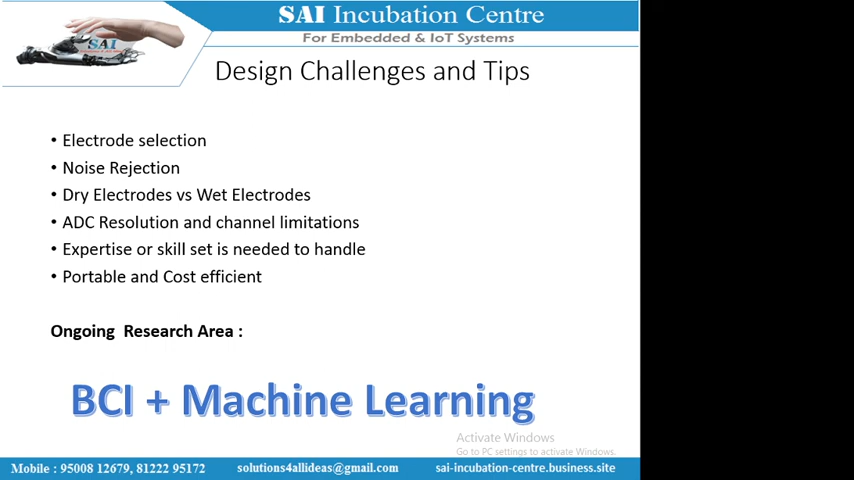 SAI Incubation Centre
For Embedded & IoT Systems
SAI
Design Challenges and Tips
• Electrode selection
• Noise Rejection
• Dry Electrodes vs Wet Electrodes
• ADC Resolution and channel limitations
• Expertise or skill set is needed to handle
• Portable and Cost efficient
Ongoing Research Area :
BCI + Machine Learning
Activate Windows
Go to PC settings to activate Windows.
Mobile : 95008 12679, 81222 95172 solutions4allideas@gmail.com sai-incubation-centre.business.site